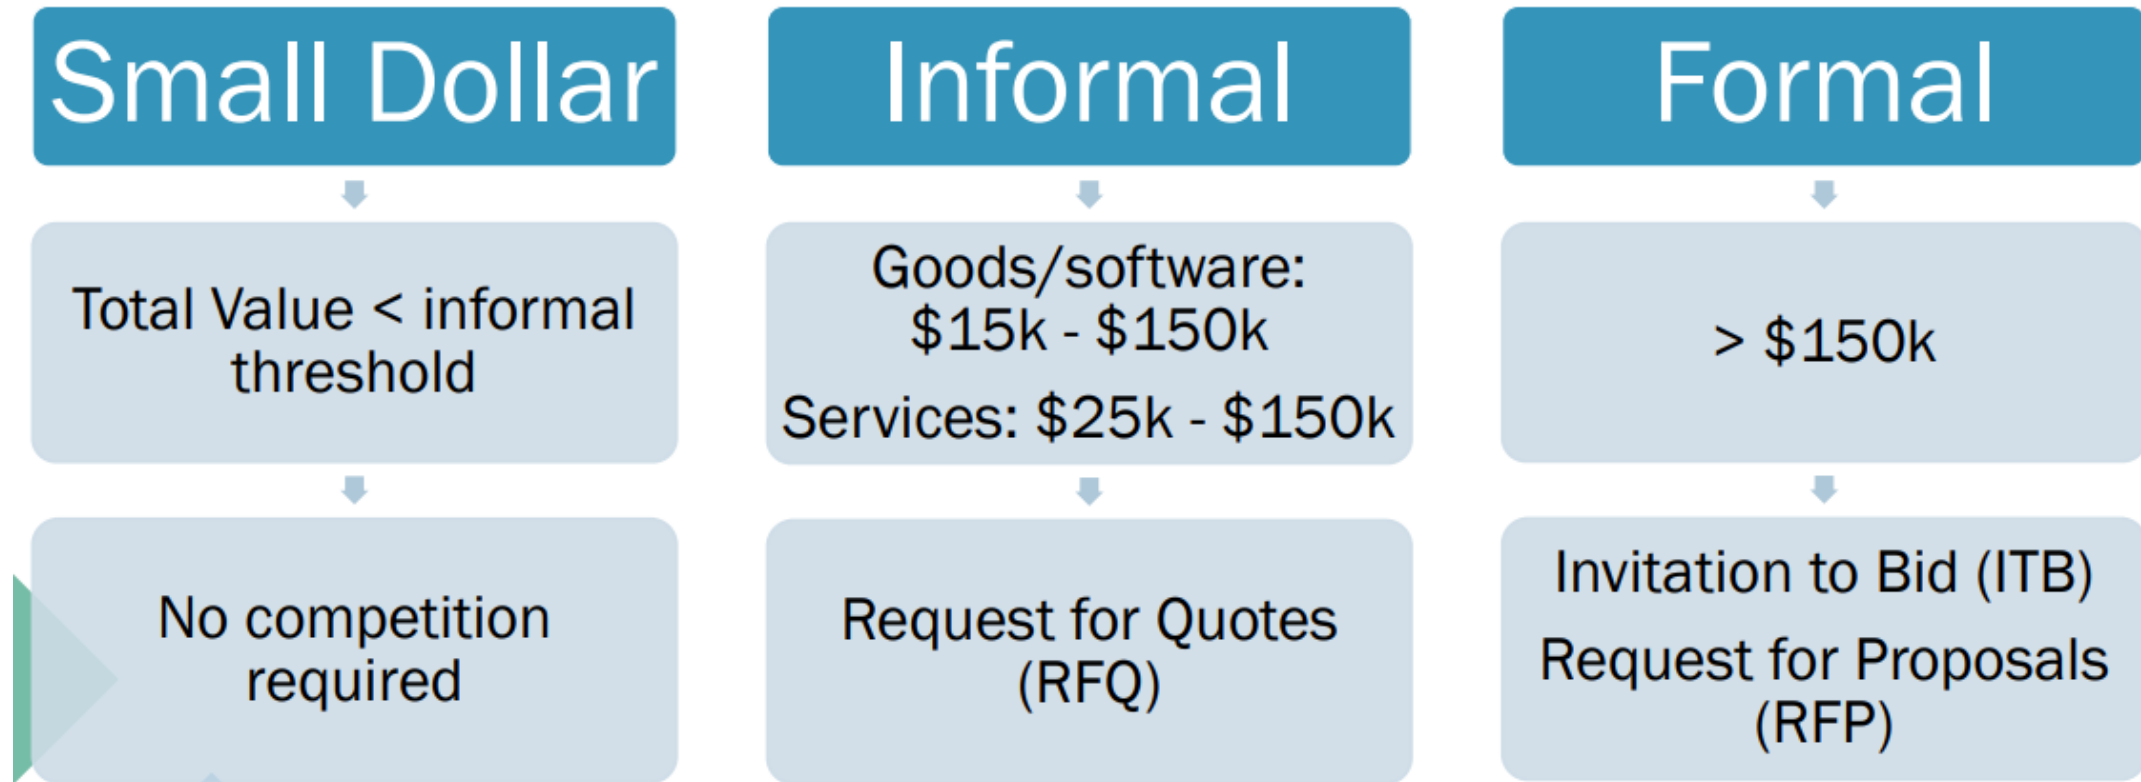 Small Dollar
Total Value < informal
threshold
No competition
required
Informal
Goods/software:
$15k - $150k
Services: $25k - $150k
Request for Quotes
(RFQ)
Formal
> $150k
Invitation to Bid (ITB)
Request for Proposals
(RFP)